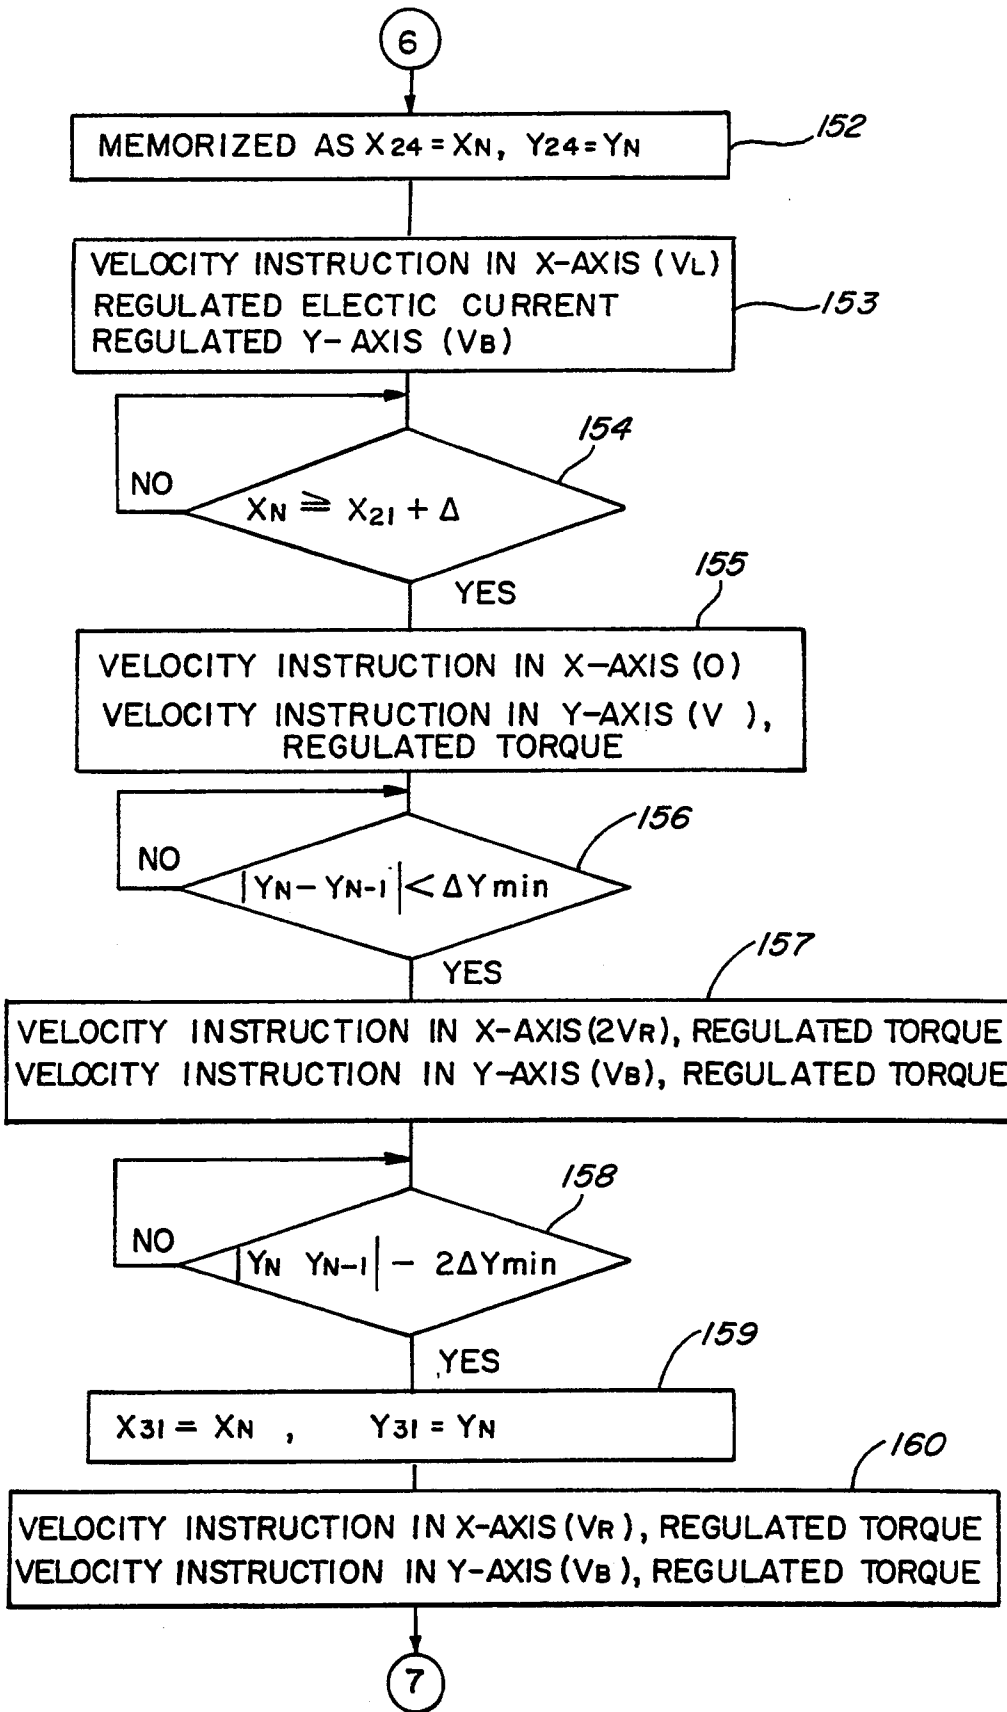 6
MEMORIZED AS X24=XN, Y24=YN
152
VELOCITY INSTRUCTION IN X-AXIS (VL)
REGULATED ELECTIC CURRENT
REGULATED Y-AXIS (VB)
153
154
NO
XN ≧ X21 + Δ
YES
155
VELOCITY INSTRUCTION IN X-AXIS (0)
VELOCITY INSTRUCTION IN Y-AXIS (V ),
REGULATED TORQUE
156
NO
|YN-YN-1| < ΔYmin
YES
157
VELOCITY INSTRUCTION IN X-AXIS (2VR), REGULATED TORQUE
VELOCITY INSTRUCTION IN Y-AXIS (VB), REGULATED TORQUE
158
NO
|YN YN-1| - 2ΔYmin
YES
159
X31 = XN , Y31 = YN
160
VELOCITY INSTRUCTION IN X-AXIS (VR), REGULATED TORQUE
VELOCITY INSTRUCTION IN Y-AXIS (VB), REGULATED TORQUE
7